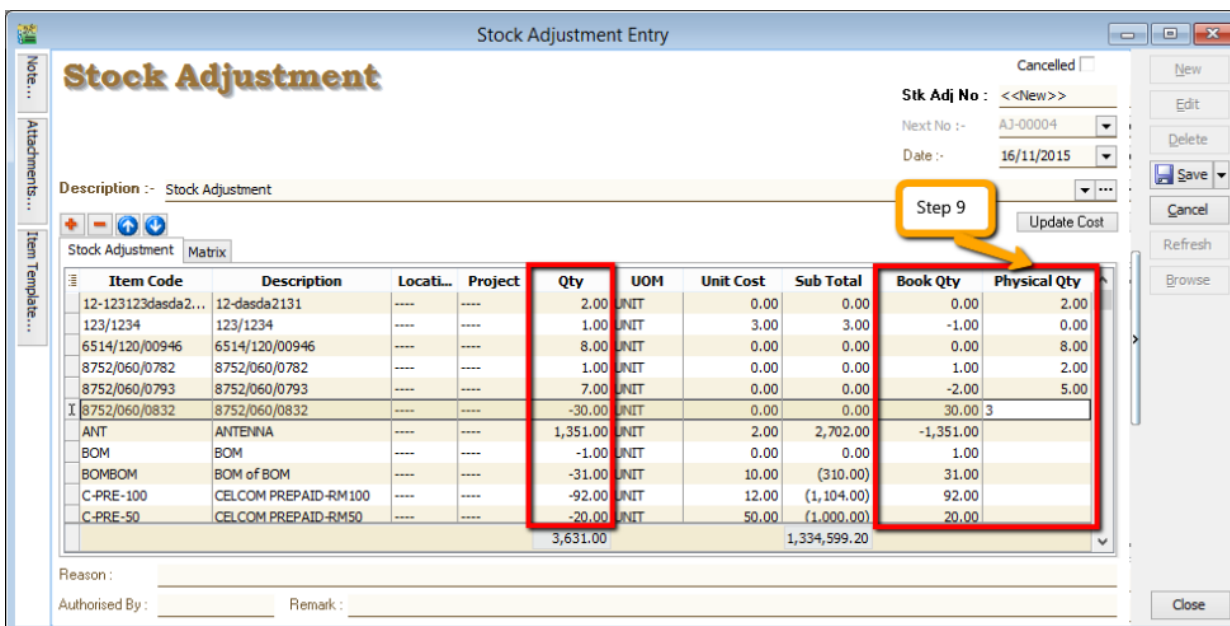 Stock Adjustment Entry
Note...
Attachments...
Item Template...
Stock Adjustment
Cancelled
Stk Adj No : <<New>>
Next No :- AJ-00004
Date :- 16/11/2015
Description :- Stock Adjustment
Step 9
Update Cost
Stock Adjustment Matrix
Item Code Description Locati... Project Qty UOM Unit Cost Sub Total Book Qty Physical Qty
12-123123dasda2... 12-dasda2131 ---- ---- 2.00 UNIT 0.00 0.00 0.00 2.00
123/1234 123/1234 ---- ---- 1.00 UNIT 3.00 3.00 -1.00 0.00
6514/120/00946 6514/120/00946 ---- ---- 8.00 UNIT 0.00 0.00 0.00 8.00
8752/060/0782 8752/060/0782 ---- ---- 1.00 UNIT 0.00 0.00 1.00 2.00
8752/060/0793 8752/060/0793 ---- ---- 7.00 UNIT 0.00 0.00 -2.00 5.00
8752/060/0832 8752/060/0832 ---- ---- -30.00 UNIT 0.00 0.00 30.00 3
ANT ANTENNA ---- ---- 1,351.00 UNIT 2.00 2,702.00 -1,351.00
BOM BOM ---- ---- -1.00 UNIT 0.00 0.00 1.00
BOMBOM BOM of BOM ---- ---- -31.00 UNIT 10.00 (310.00) 31.00
C-PRE-100 CELCOM PREPAID-RM100 ---- ---- -92.00 UNIT 12.00 (1,104.00) 92.00
C-PRE-50 CELCOM PREPAID-RM50 ---- ---- -20.00 UNIT 50.00 (1,000.00) 20.00
3,631.00 1,334,599.20
Reason :
Authorised By : Remark :
New
Edit
Delete
Save
Cancel
Refresh
Browse
Close